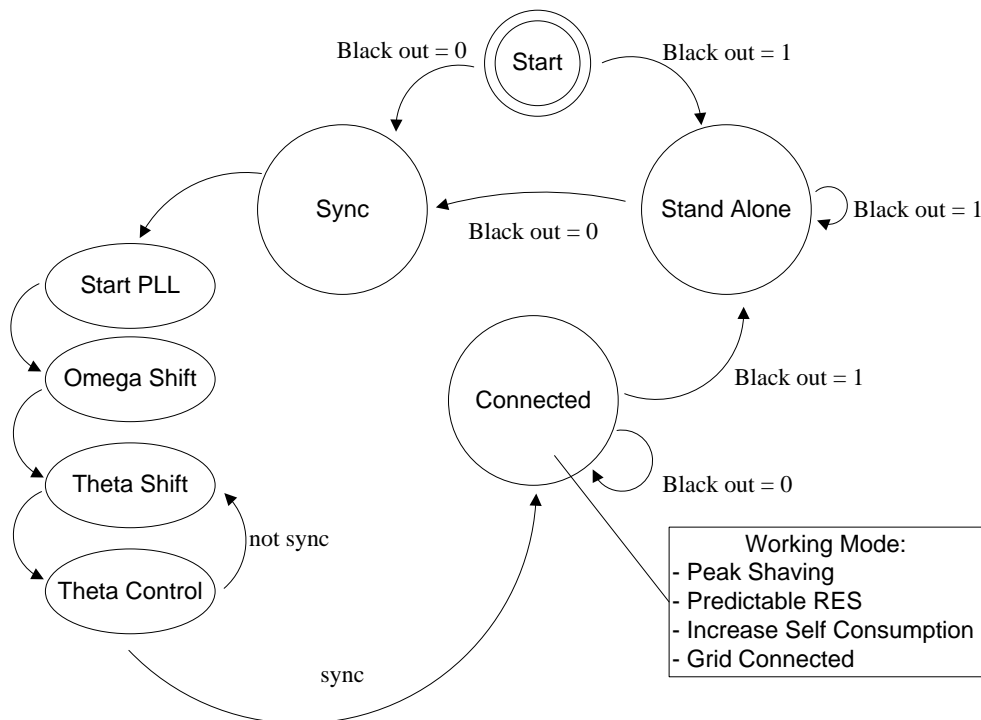 Start
Black out = 0
Black out = 1
Sync
Stand Alone
Black out = 1
Black out = 0
Start PLL
Omega Shift
Connected
Black out = 1
Theta Shift
Black out = 0
not sync
Theta Control
Working Mode:
- Peak Shaving
- Predictable RES
- Increase Self Consumption
- Grid Connected
sync